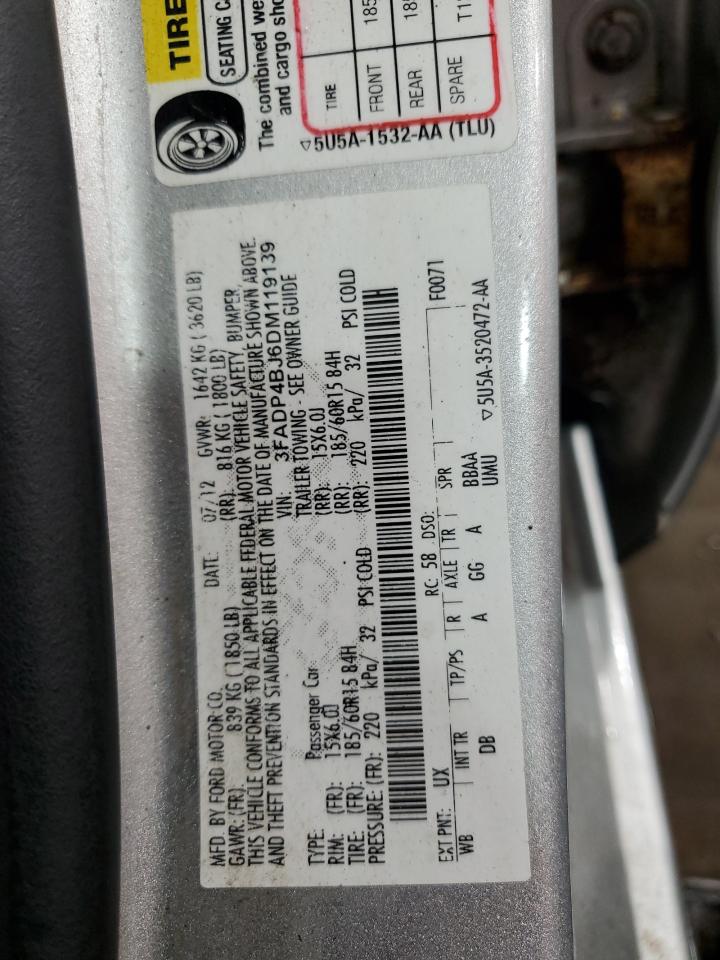 TIRE
SEATING CA
The combined we
and cargo sho
TIRE
FRONT 185
REAR 185
SPARE T1
5U5A-1532-AA (TLU)
MFD. BY FORD MOTOR CO. DATE: 07/12 GVWR: 1642 KG ( 3620 LB)
GAWR: (FR): 839 KG ( 1850 LB) (RR): 816 KG ( 1800 LB)
THIS VEHICLE CONFORMS TO ALL APPLICABLE FEDERAL MOTOR VEHICLE SAFETY, BUMPER,
AND THEFT PREVENTION STANDARDS IN EFFECT ON THE DATE OF MANUFACTURE SHOWN ABOVE.
VIN: 3FADP4BJ6DM119139
TYPE: Passenger Car TRAILER TOWING - SEE OWNER GUIDE
RIM: (FR): 15X6.0J (RR): 15X6.0J
TIRE: (FR): 185/60R15 84H (RR): 185/60R15 84H
PRESSURE: (FR): 220 kPa/ 32 PSI COLD (RR): 220 kPa/ 32 PSI COLD
EXT PNT: UX RC: 58 DSO: F0071
WB INT TR TP/PS R AXLE TR SPR
DB A GG A BBAA
UMU
5U5A-3520472-AA